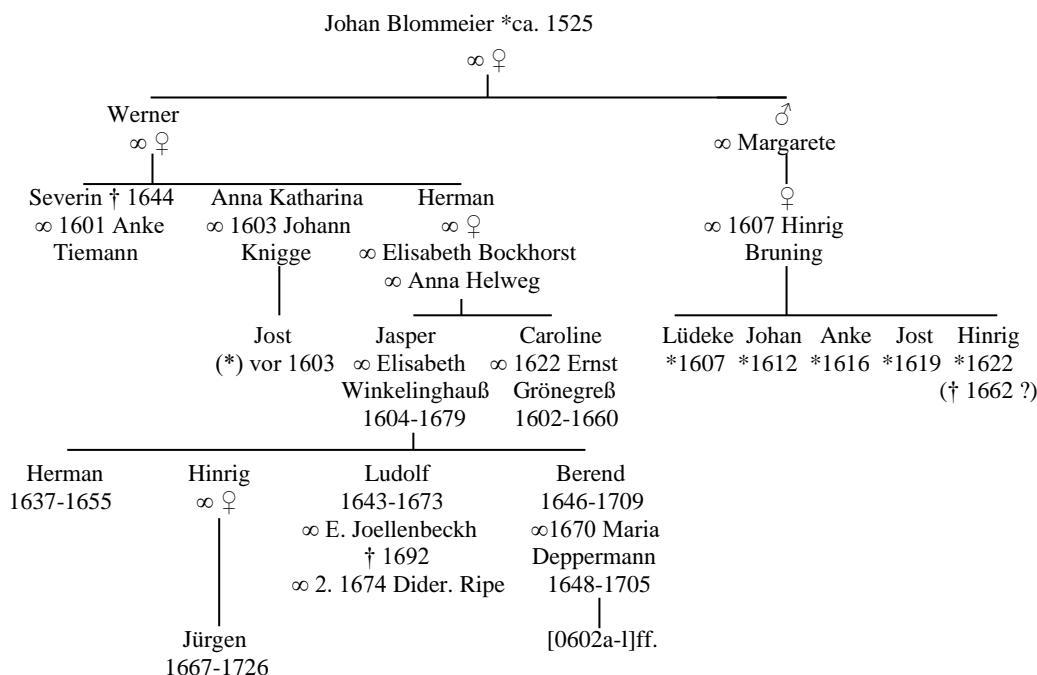 Johan Blommeier *ca. 1525
∞ ♀
Werner
∞ ♀
♂
∞ Margarete
Severin † 1644
∞ 1601 Anke
Tiemann
Anna Katharina
∞ 1603 Johann
Knigge
Herman
∞ ♀
∞ Elisabeth Bockhorst
∞ Anna Helweg
♀
∞ 1607 Hinrig
Bruning
Jost
(*) vor 1603
Jasper
∞ Elisabeth
Winkelinghauß
1604-1679
Caroline
∞ 1622 Ernst
Grönegreß
1602-1660
Lüdeke
*1607
Johan
*1612
Anke
*1616
Jost
*1619
Hinrig
*1622
(† 1662 ?)
Herman
1637-1655
Hinrig
∞ ♀
Ludolf
1643-1673
∞ E. Joellenbeckh
† 1692
∞ 2. 1674 Dider. Ripe
Berend
1646-1709
∞1670 Maria
Deppermann
1648-1705
Jürgen
1667-1726
[0602a-l]ff.